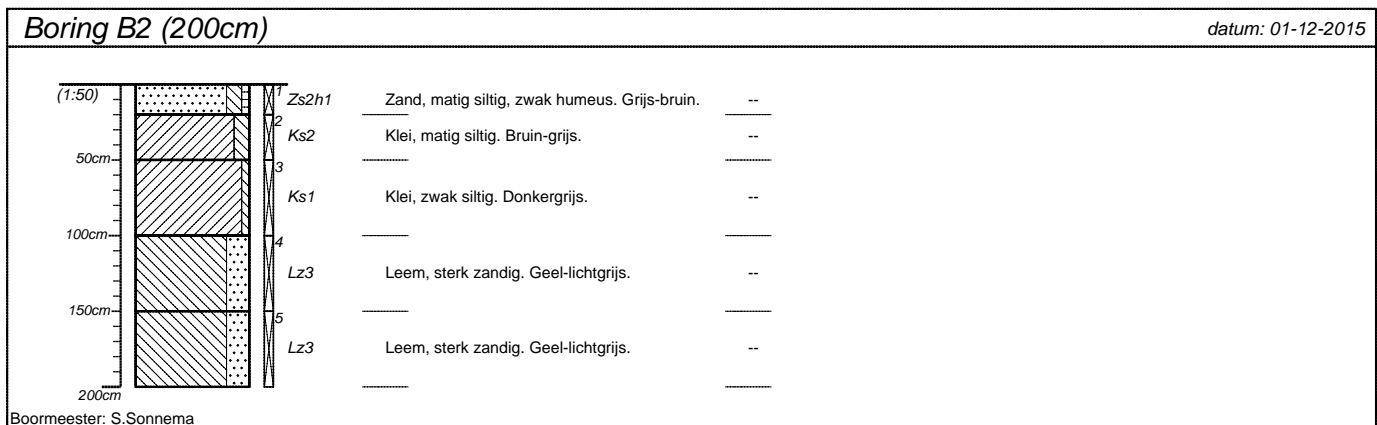 Boring B2 (200cm) datum: 01-12-2015
(1:50) 1 Zs2h1 Zand, matig siltig, zwak humeus. Grijs-bruin. --
2 Ks2 Klei, matig siltig. Bruin-grijs. --
50cm
3 Ks1 Klei, zwak siltig. Donkergrijs. --
100cm
4 Lz3 Leem, sterk zandig. Geel-lichtgrijs. --
150cm
5 Lz3 Leem, sterk zandig. Geel-lichtgrijs. --
200cm
Boormeester: S.Sonnema